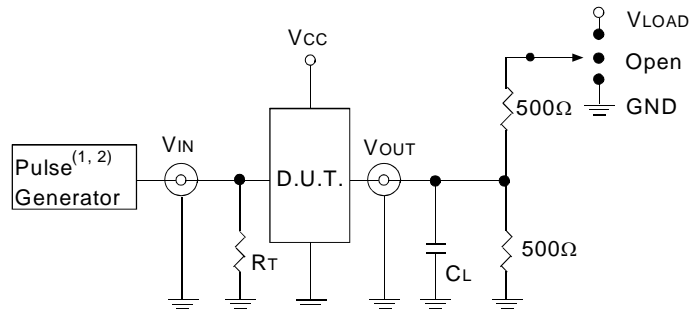 VLOAD
VCC
Open
500Ω
GND
VIN
VOUT
Pulse(1, 2)
Generator
D.U.T.
500Ω
RT
CL